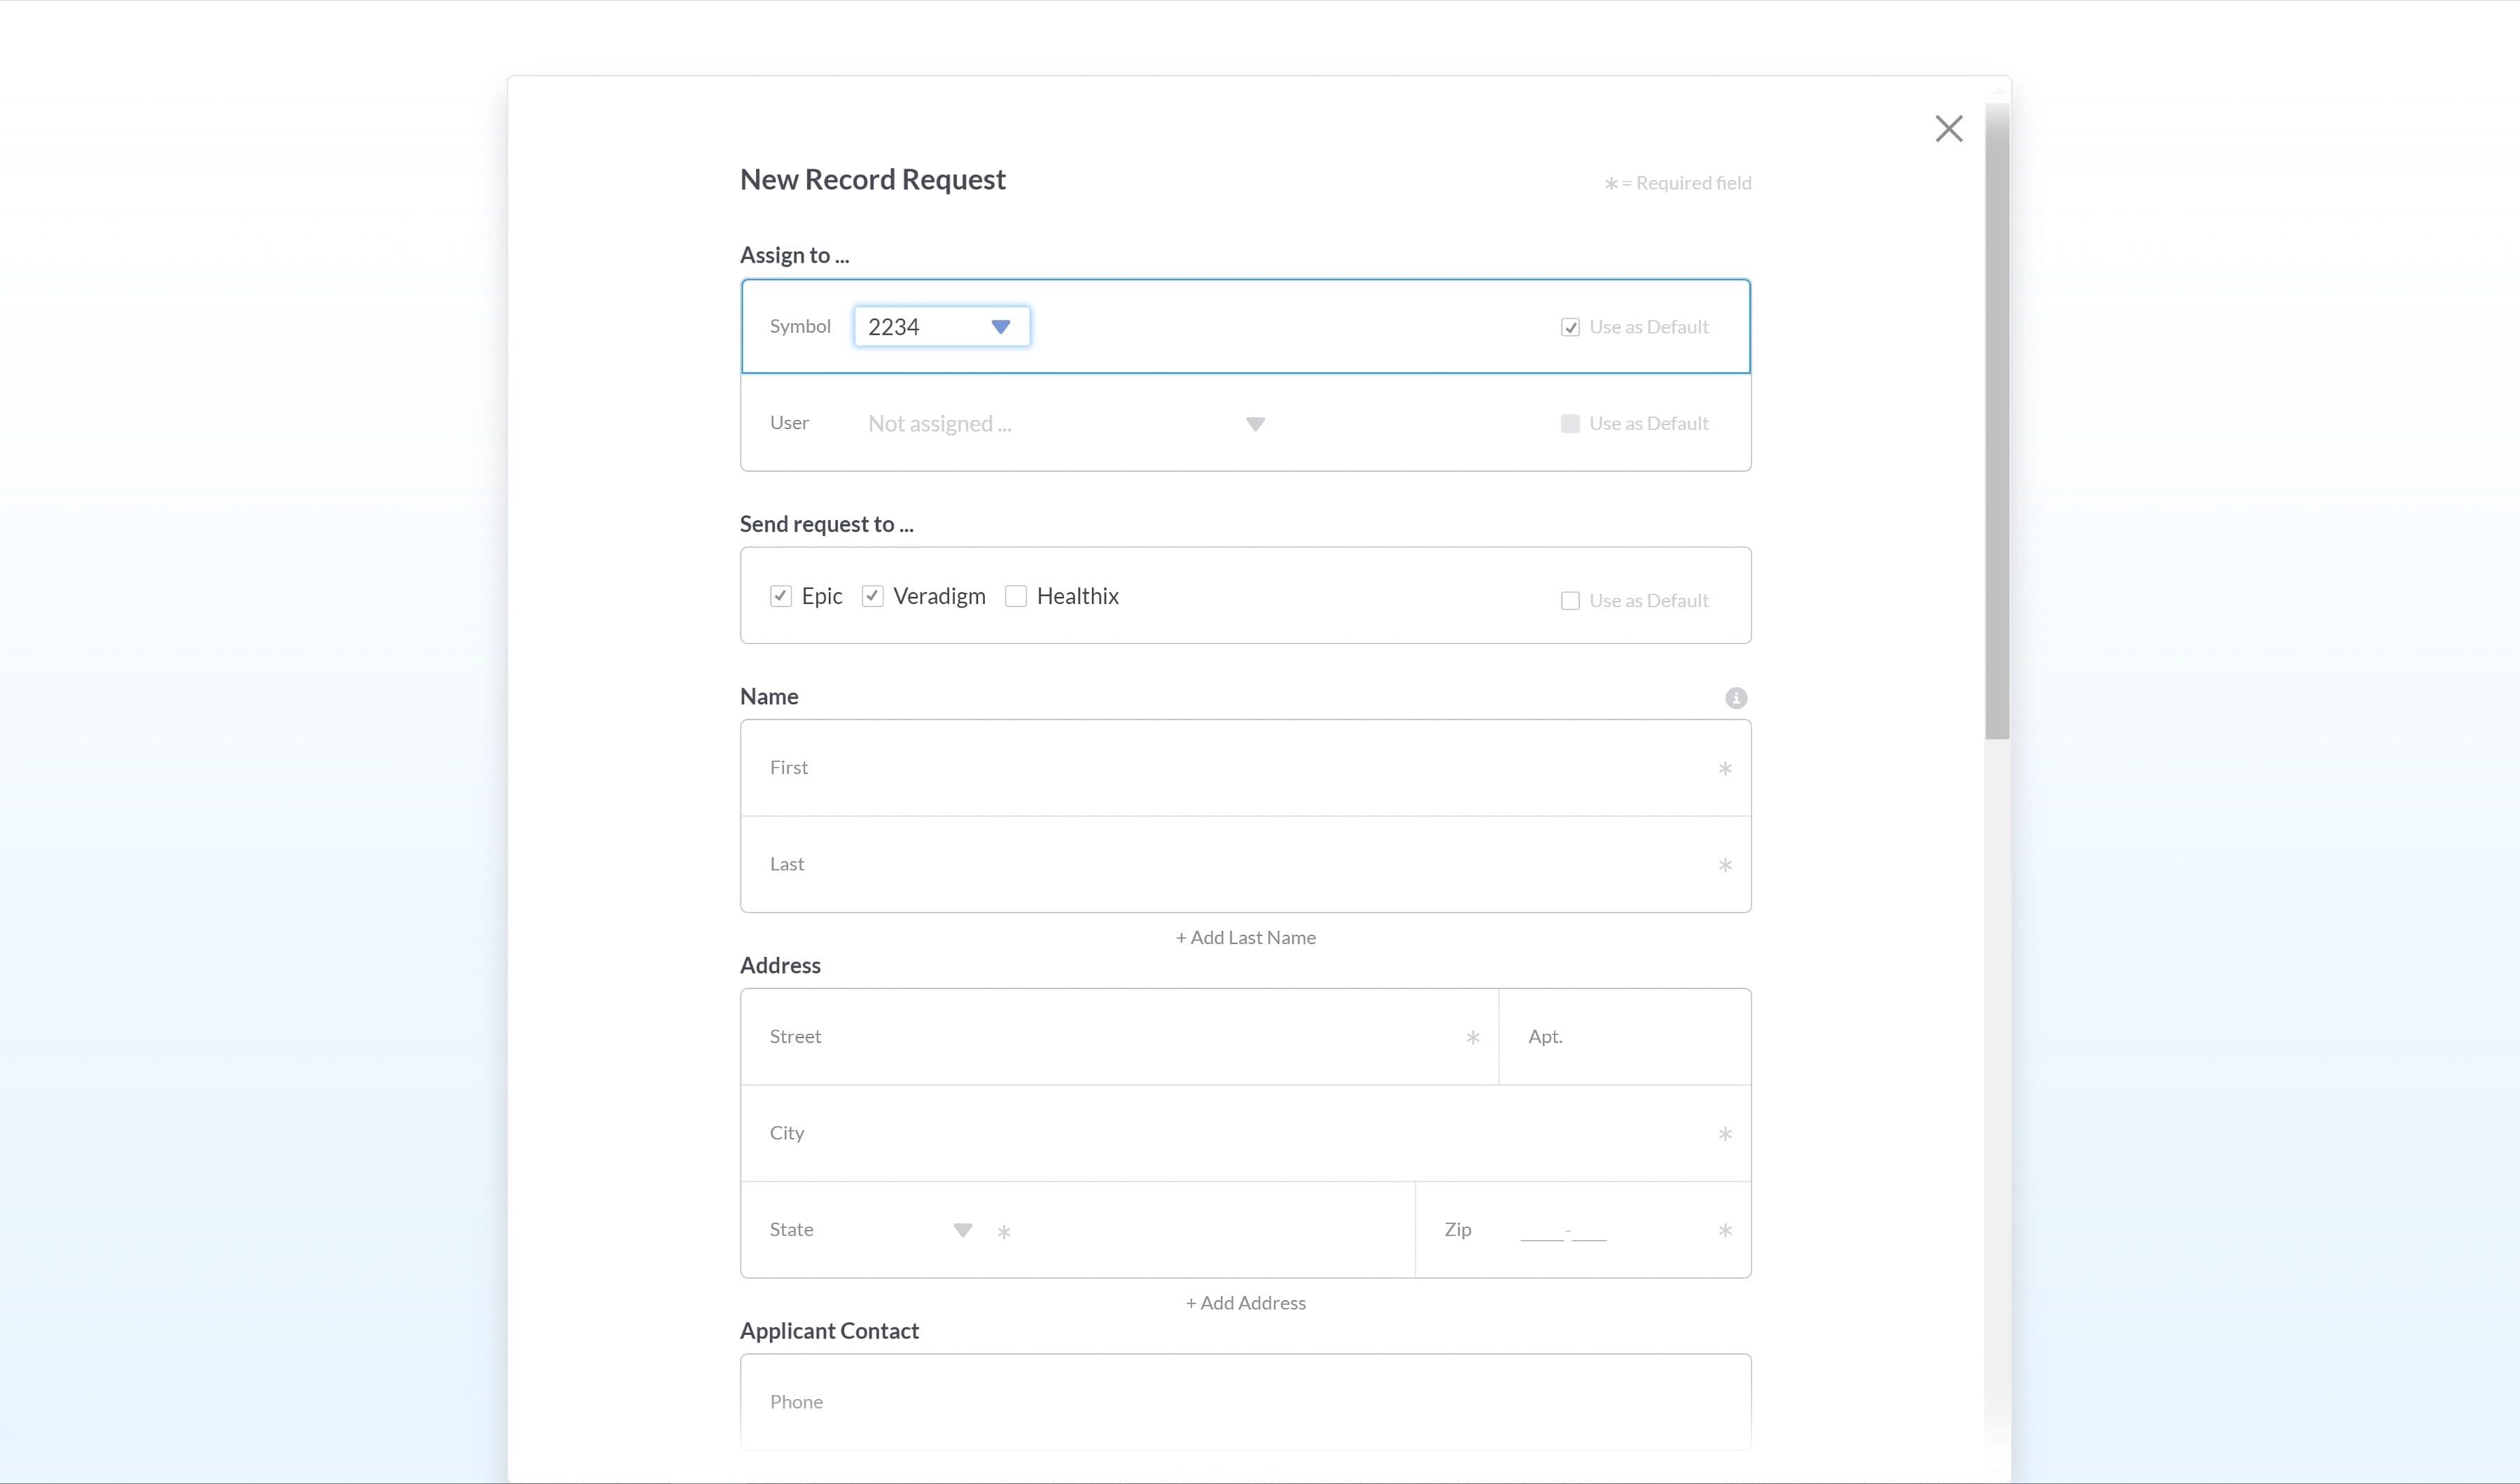 New Record Request
* = Required field
Assign to ...
Symbol 2234 Use as Default
User Not assigned ... Use as Default
Send request to ...
Epic Veradigm Healthix Use as Default
Name
First *
Last *
+ Add Last Name
Address
Street * Apt.
City *
State * Zip _____-____ *
+ Add Address
Applicant Contact
Phone